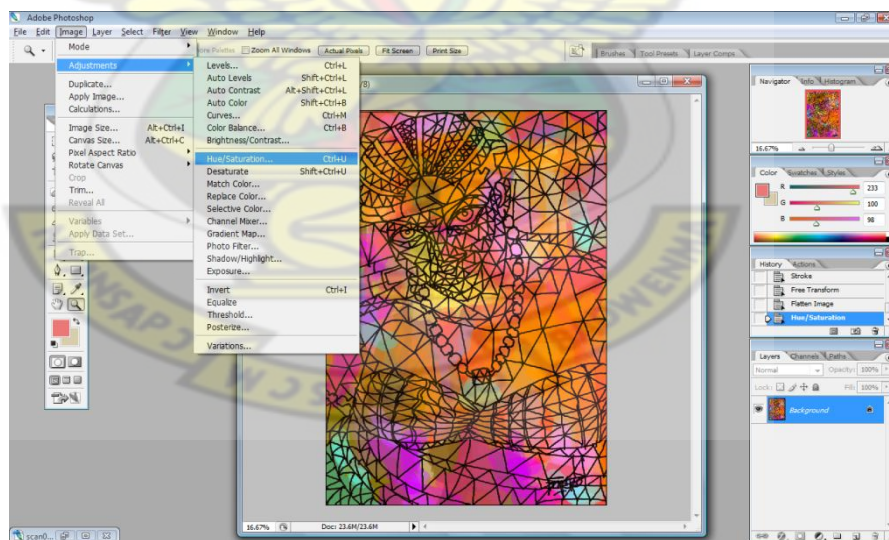 Adobe Photoshop
File Edit Image Layer Select Filter View Window Help
Zoom All Windows Actual Pixels Fit Screen Print Size
Brushes Tool Presets Layer Comps
Mode
Adjustments
Duplicate...
Apply Image...
Calculations...
Image Size... Alt+Ctrl+I
Canvas Size... Alt+Ctrl+C
Pixel Aspect Ratio
Rotate Canvas
Crop
Trim...
Reveal All
Variables
Apply Data Set...
Trap...
Levels... Ctrl+L
Auto Levels Shift+Ctrl+L
Auto Contrast Alt+Shift+Ctrl+L
Auto Color Shift+Ctrl+B
Curves... Ctrl+M
Color Balance... Ctrl+B
Brightness/Contrast...
Hue/Saturation... Ctrl+U
Desaturate Shift+Ctrl+U
Match Color...
Replace Color...
Selective Color...
Channel Mixer...
Gradient Map...
Photo Filter...
Shadow/Highlight...
Exposure...
Invert Ctrl+I
Equalize
Threshold...
Posterize...
Variations...
16.67% Doc: 23.6M/23.6M
Navigator Info Histogram
16.67%
Color Swatches Styles
R 233
G 100
B 98
History Actions
Stroke
Free Transform
Flatten Image
Hue/Saturation
Layers Channels Paths
Normal Opacity: 100%
Lock: Fill: 100%
Background
scan0...